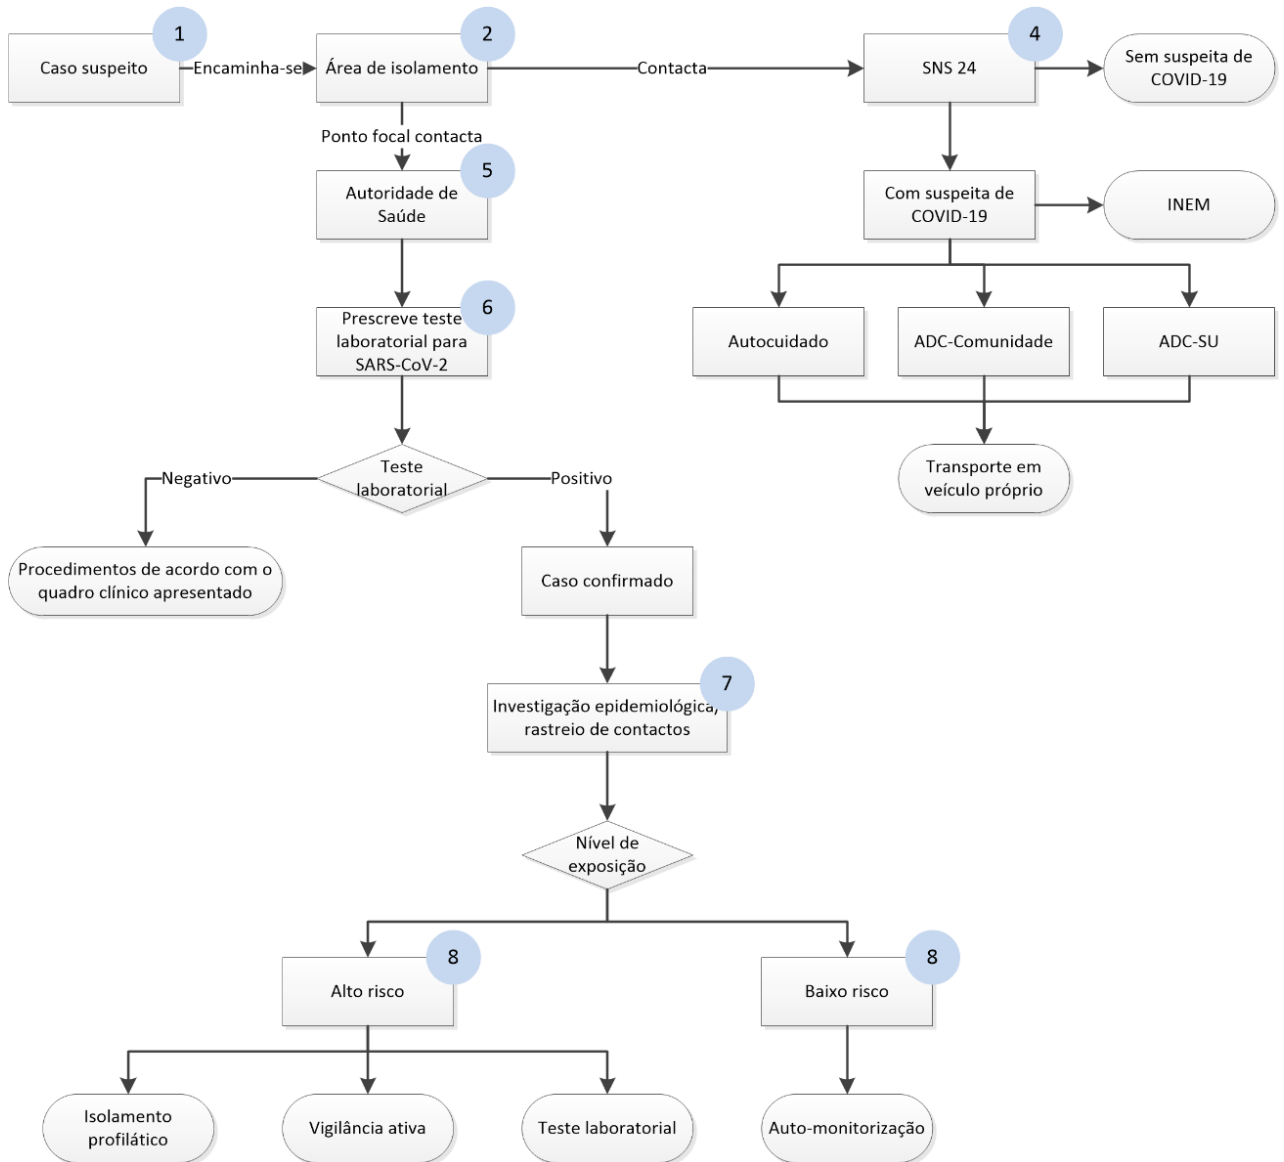 1
Caso suspeito
Encaminha-se
2
Área de isolamento
Contacta
4
SNS 24
Sem suspeita de
COVID-19
Ponto focal contacta
5
Autoridade de
Saúde
Com suspeita de
COVID-19
INEM
6
Prescreve teste
laboratorial para
SARS-CoV-2
Autocuidado
ADC-Comunidade
ADC-SU
Negativo
Teste
laboratorial
Positivo
Transporte em
veículo próprio
Procedimentos de acordo com o
quadro clínico apresentado
Caso confirmado
7
Investigação epidemiológica/
rastreio de contactos
Nível de
exposição
8
Alto risco
8
Baixo risco
Isolamento
profilático
Vigilância ativa
Teste laboratorial
Auto-monitorização